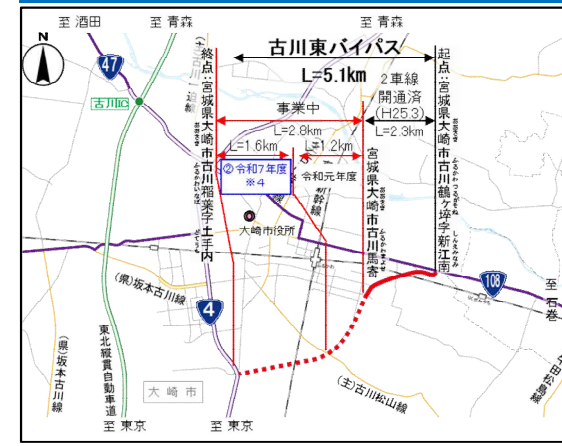 至 酒田
至 青森
至 青森
N
47
古川IC
古川東バイパス
L=5.1km
事業中
2車線
開通済
(H25.3)
L=2.8km
L=2.3km
L=1.6km
L=1.2km
②令和7年度
※4
令和元年度
新幹線
終点：宮城県大崎市古川稲葉字土手内
宮城県大崎市古川馬寄
起点：宮城県大崎市古川鶴ヶ埣字新江南
大崎市役所
108
至 石巻
(県)坂本古川線
4
(県)坂本古川線
東北縦貫自動車道
大崎市
(主)古川松山線
至 東京
至 東京